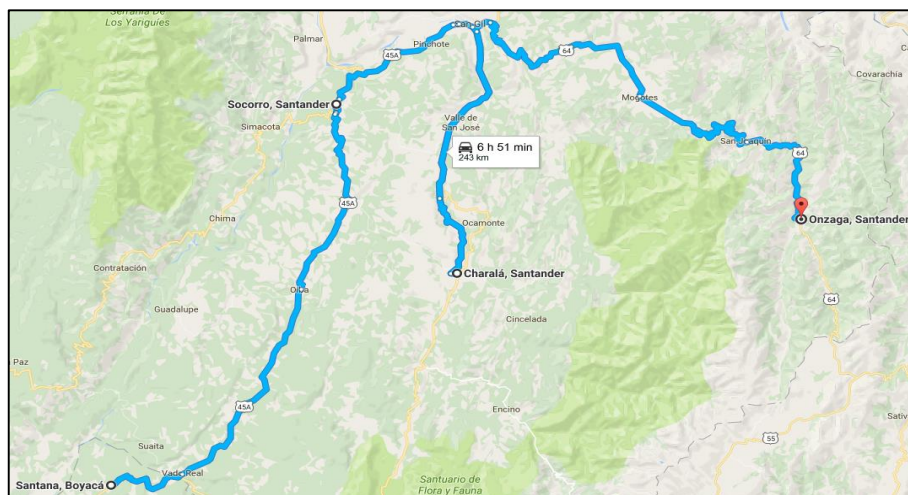 Serranía de
Los Yariguies
Palmar
45A
Pinchote
San Gil
64
Covarachía
Mogotes
Socorro, Santander
Simacota
Valle de
San José
6 h 51 min
243 km
San Joaquín
64
45A
Chima
Ocamonte
Onzaga, Santander
Contratación
Charalá, Santander
Oiba
64
Guadalupe
Cincelada
Paz
45A
Encino
Suaita
55
Sativ
Vado Real
Santana, Boyacá
Santuario de
Flora y Fauna